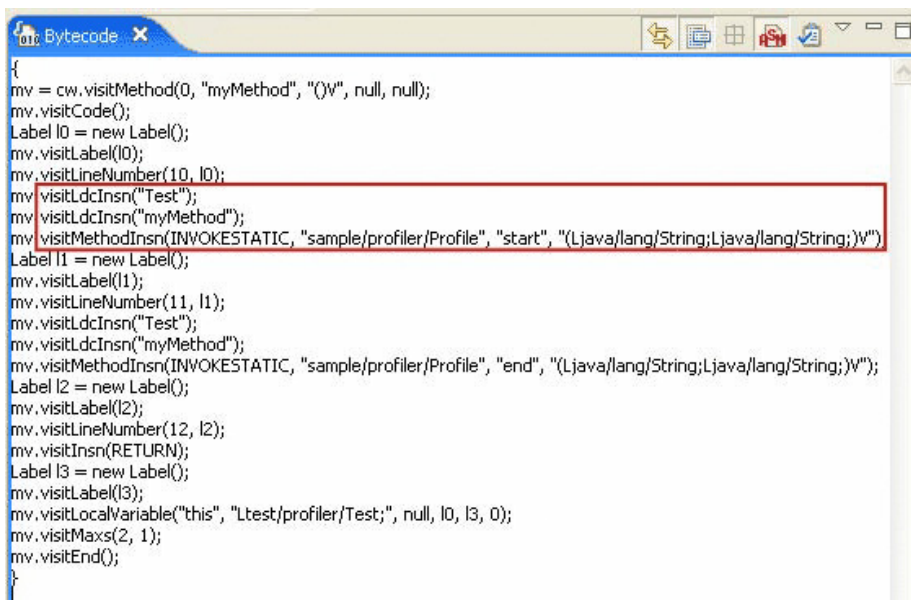 Bytecode
{
mv = cw.visitMethod(0, "myMethod", "()V", null, null);
mv.visitCode();
Label l0 = new Label();
mv.visitLabel(l0);
mv.visitLineNumber(10, l0);
mv.visitLdcInsn("Test");
mv.visitLdcInsn("myMethod");
mv.visitMethodInsn(INVOKESTATIC, "sample/profiler/Profile", "start", "(Ljava/lang/String;Ljava/lang/String;)V")
Label l1 = new Label();
mv.visitLabel(l1);
mv.visitLineNumber(11, l1);
mv.visitLdcInsn("Test");
mv.visitLdcInsn("myMethod");
mv.visitMethodInsn(INVOKESTATIC, "sample/profiler/Profile", "end", "(Ljava/lang/String;Ljava/lang/String;)V");
Label l2 = new Label();
mv.visitLabel(l2);
mv.visitLineNumber(12, l2);
mv.visitInsn(RETURN);
Label l3 = new Label();
mv.visitLabel(l3);
mv.visitLocalVariable("this", "Ltest/profiler/Test;", null, l0, l3, 0);
mv.visitMaxs(2, 1);
mv.visitEnd();
}